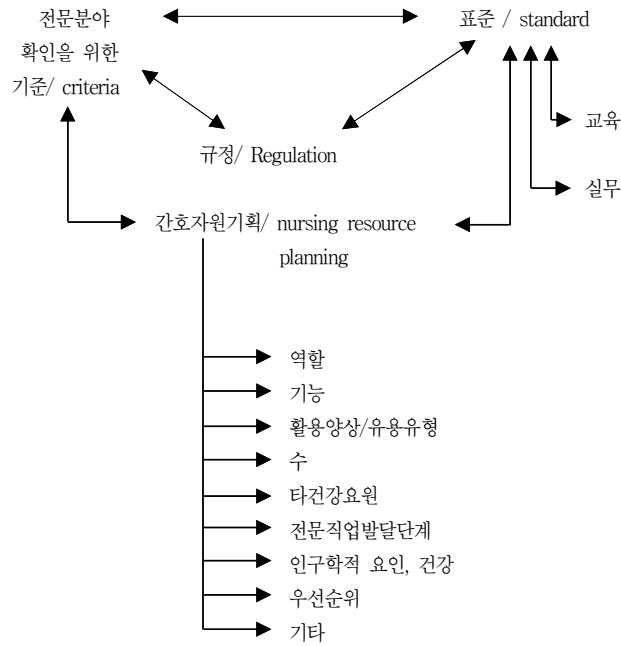 전문분야
확인을 위한
기준/ criteria
표준 / standard
교육
실무
규정/ Regulation
간호자원기획/ nursing resource
planning
역할
기능
활용양상/유용유형
수
타건강요원
전문직업발달단계
인구학적 요인, 건강
우선순위
기타